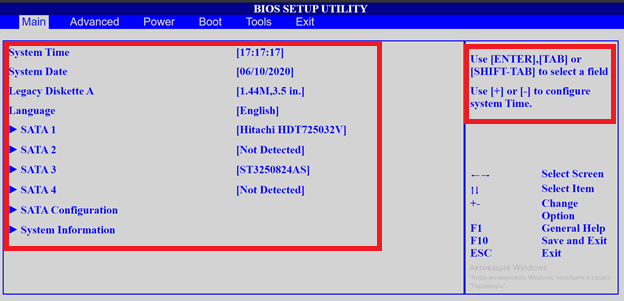 BIOS SETUP UTILITY
Main Advanced Power Boot Tools Exit
System Time [17:17:17]
System Date [06/10/2020]
Legacy Diskette A [1.44M,3.5 in.]
Language [English]
► SATA 1 [Hitachi HDT725032V]
► SATA 2 [Not Detected]
► SATA 3 [ST3250824AS]
► SATA 4 [Not Detected]
► SATA Configuration
► System Information
Use [ENTER],[TAB] or
[SHIFT-TAB] to select a field
Use [+] or [-] to configure
system Time.
←→ Select Screen
↑↓ Select Item
+- Change
Option
F1 General Help
F10 Save and Exit
ESC Exit
Активация Windows
Чтобы активировать Windows, перейдите в раздел
"Параметры".